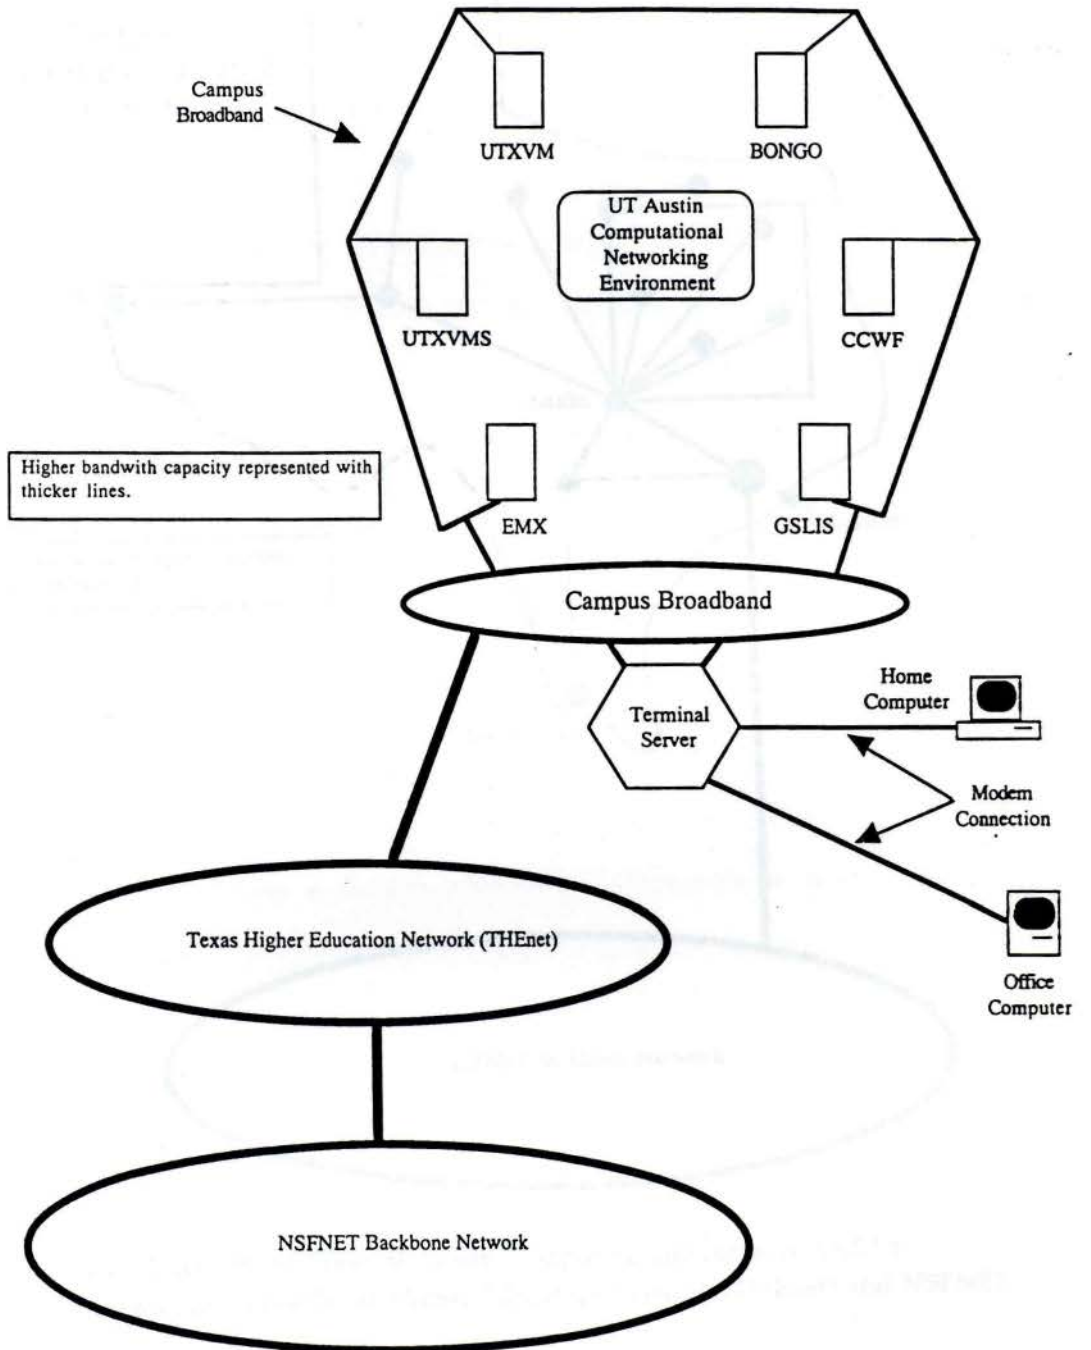 Campus
Broadband
UTXVM
BONGO
UT Austin
Computational
Networking
Environment
UTXVMS
CCWF
Higher bandwith capacity represented with
thicker lines.
EMX
GSLIS
Campus Broadband
Home
Computer
Terminal
Server
Modem
Connection
Texas Higher Education Network (THEnet)
Office
Computer
NSFNET Backbone Network